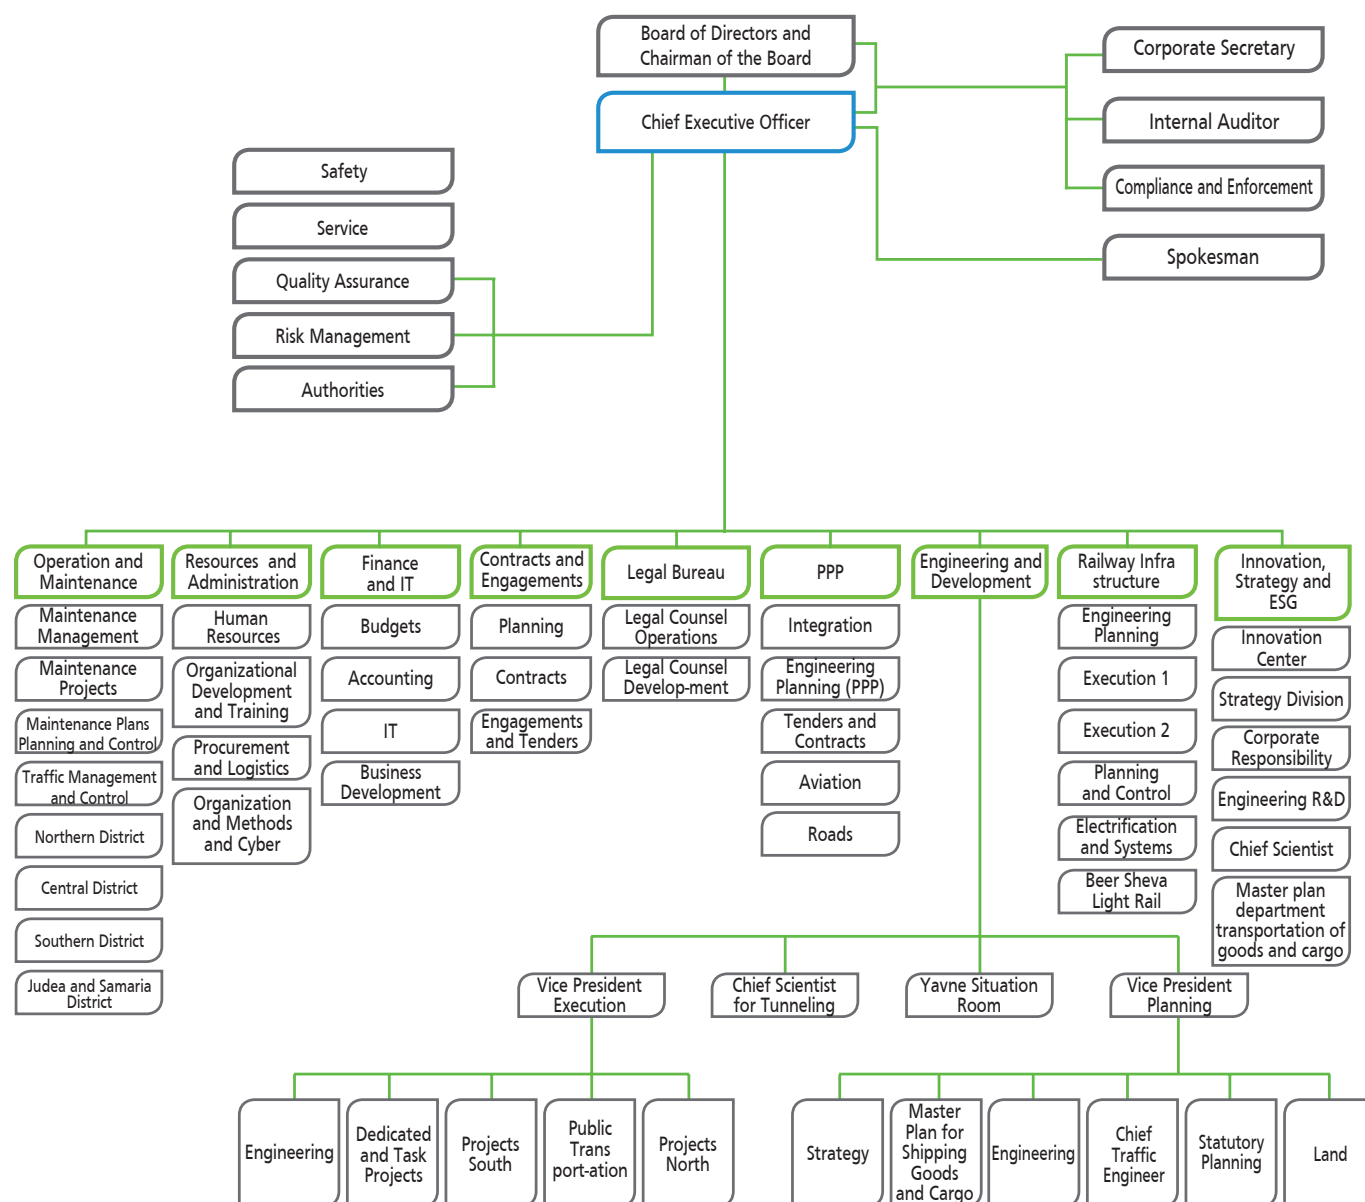 Board of Directors and
Chairman of the Board
Chief Executive Officer
Corporate Secretary
Internal Auditor
Compliance and Enforcement
Spokesman
Safety
Service
Quality Assurance
Risk Management
Authorities
Operation and
Maintenance
Maintenance
Management
Maintenance
Projects
Maintenance Plans
Planning and Control
Traffic Management
and Control
Northern District
Central District
Southern District
Judea and Samaria
District
Resources and
Administration
Human
Resources
Organizational
Development
and Training
Procurement
and Logistics
Organization
and Methods
and Cyber
Finance
and IT
Budgets
Accounting
IT
Business
Development
Contracts and
Engagements
Planning
Contracts
Engagements
and Tenders
Legal Bureau
Legal Counsel
Operations
Legal Counsel
Develop-ment
PPP
Integration
Engineering
Planning (PPP)
Tenders and
Contracts
Aviation
Roads
Engineering and
Development
Railway Infra
structure
Engineering
Planning
Execution 1
Execution 2
Planning
and Control
Electrification
and Systems
Beer Sheva
Light Rail
Innovation,
Strategy and
ESG
Innovation
Center
Strategy Division
Corporate
Responsibility
Engineering R&D
Chief Scientist
Master plan
department
transportation of
goods and cargo
Vice President
Execution
Chief Scientist
for Tunneling
Yavne Situation
Room
Vice President
Planning
Engineering
Dedicated
and Task
Projects
Projects
South
Public
Trans
port-ation
Projects
North
Strategy
Master
Plan for
Shipping
Goods
and Cargo
Engineering
Chief
Traffic
Engineer
Statutory
Planning
Land